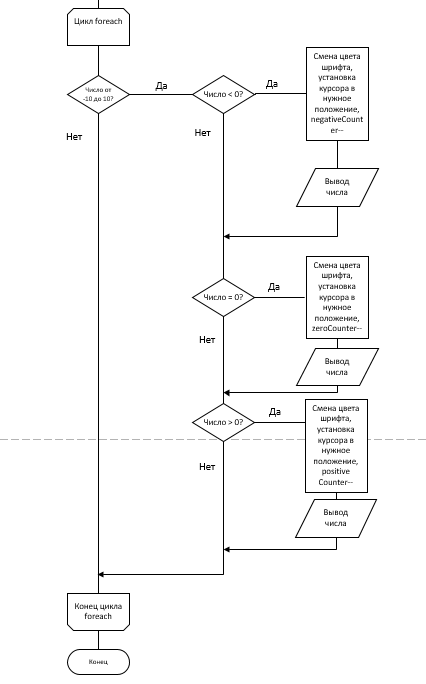 Цикл foreach
Число от
-10 до 10?
Да
Число < 0?
Да
Смена цвета
шрифта,
установка
курсора в
нужное
положение,
negativeCount
er--
Нет
Нет
Вывод
числа
Число = 0?
Да
Смена цвета
шрифта,
установка
курсора в
нужное
положение,
zeroCounter--
Нет
Вывод
числа
Число > 0?
Да
Смена цвета
шрифта,
установка
курсора в
нужное
положение,
positive
Counter--
Нет
Вывод
числа
Конец цикла
foreach
Конец